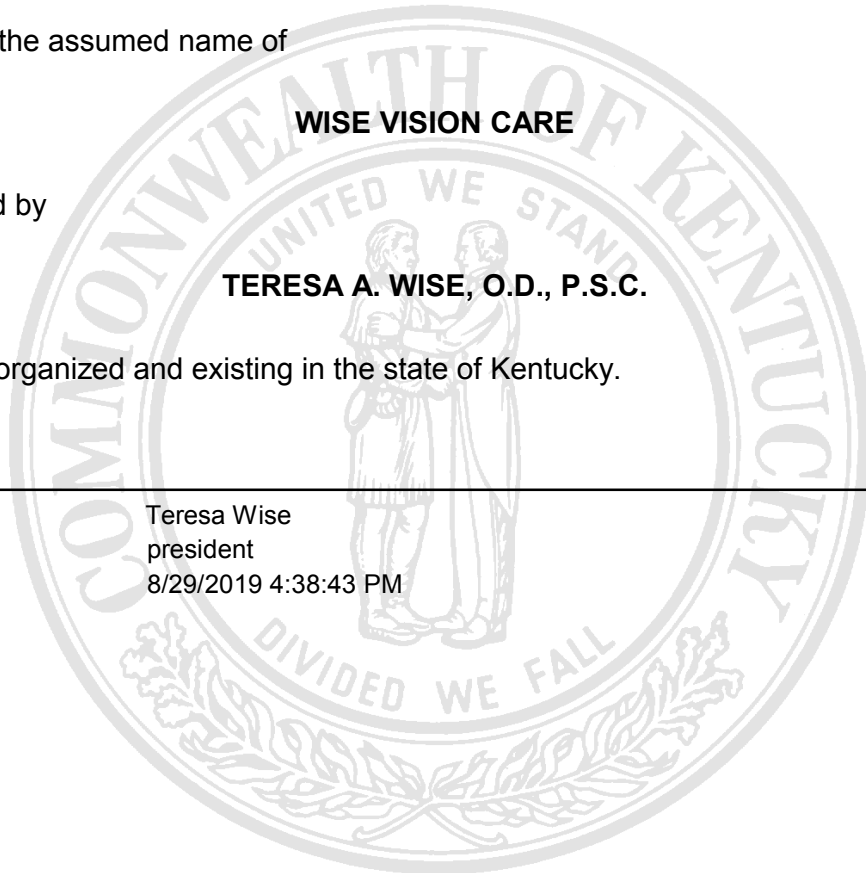 the assumed name of
WISE VISION CARE
d by
TERESA A. WISE, O.D., P.S.C.
organized and existing in the state of Kentucky.
Teresa Wise
president
8/29/2019 4:38:43 PM
COMMONWEALTH OF KENTUCKY
UNITED WE STAND
DIVIDED WE FALL